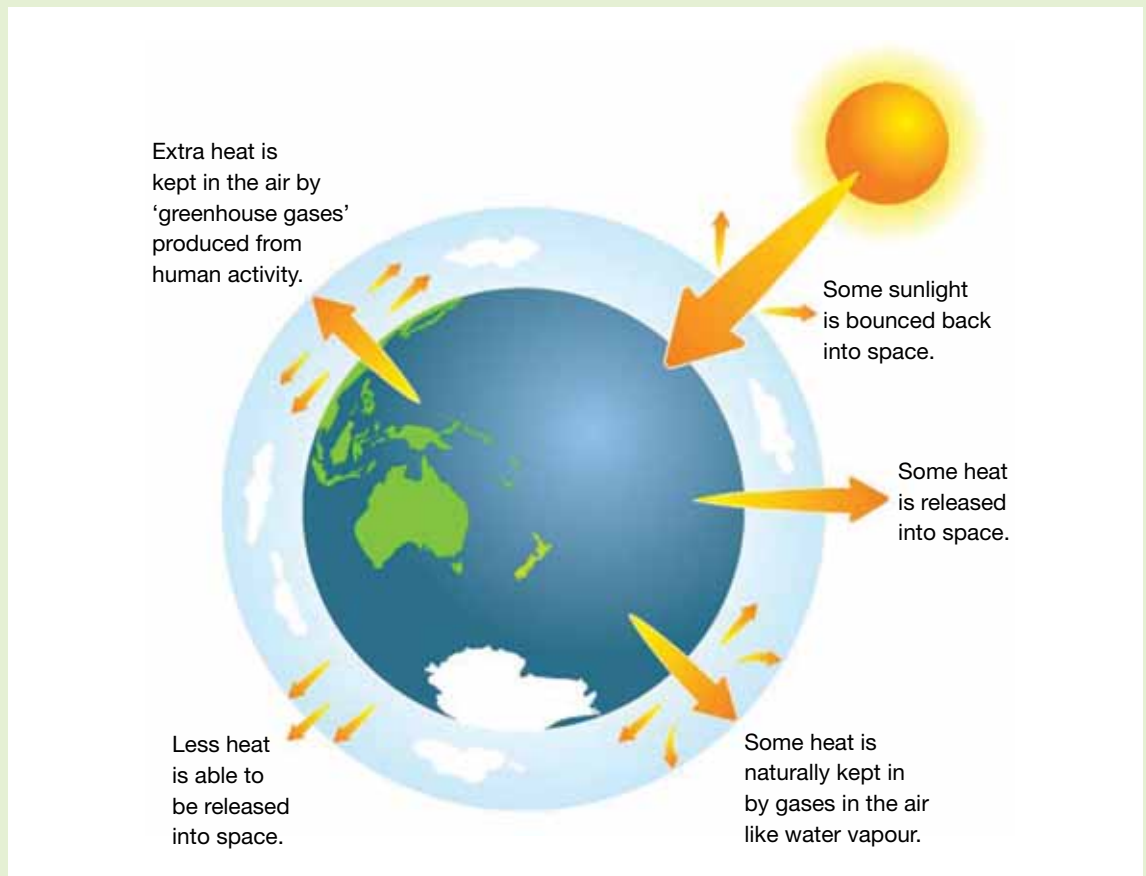 Extra heat is
kept in the air by
‘greenhouse gases’
produced from
human activity.
Some sunlight
is bounced back
into space.
Some heat
is released
into space.
Less heat
is able to
be released
into space.
Some heat is
naturally kept in
by gases in the air
like water vapour.